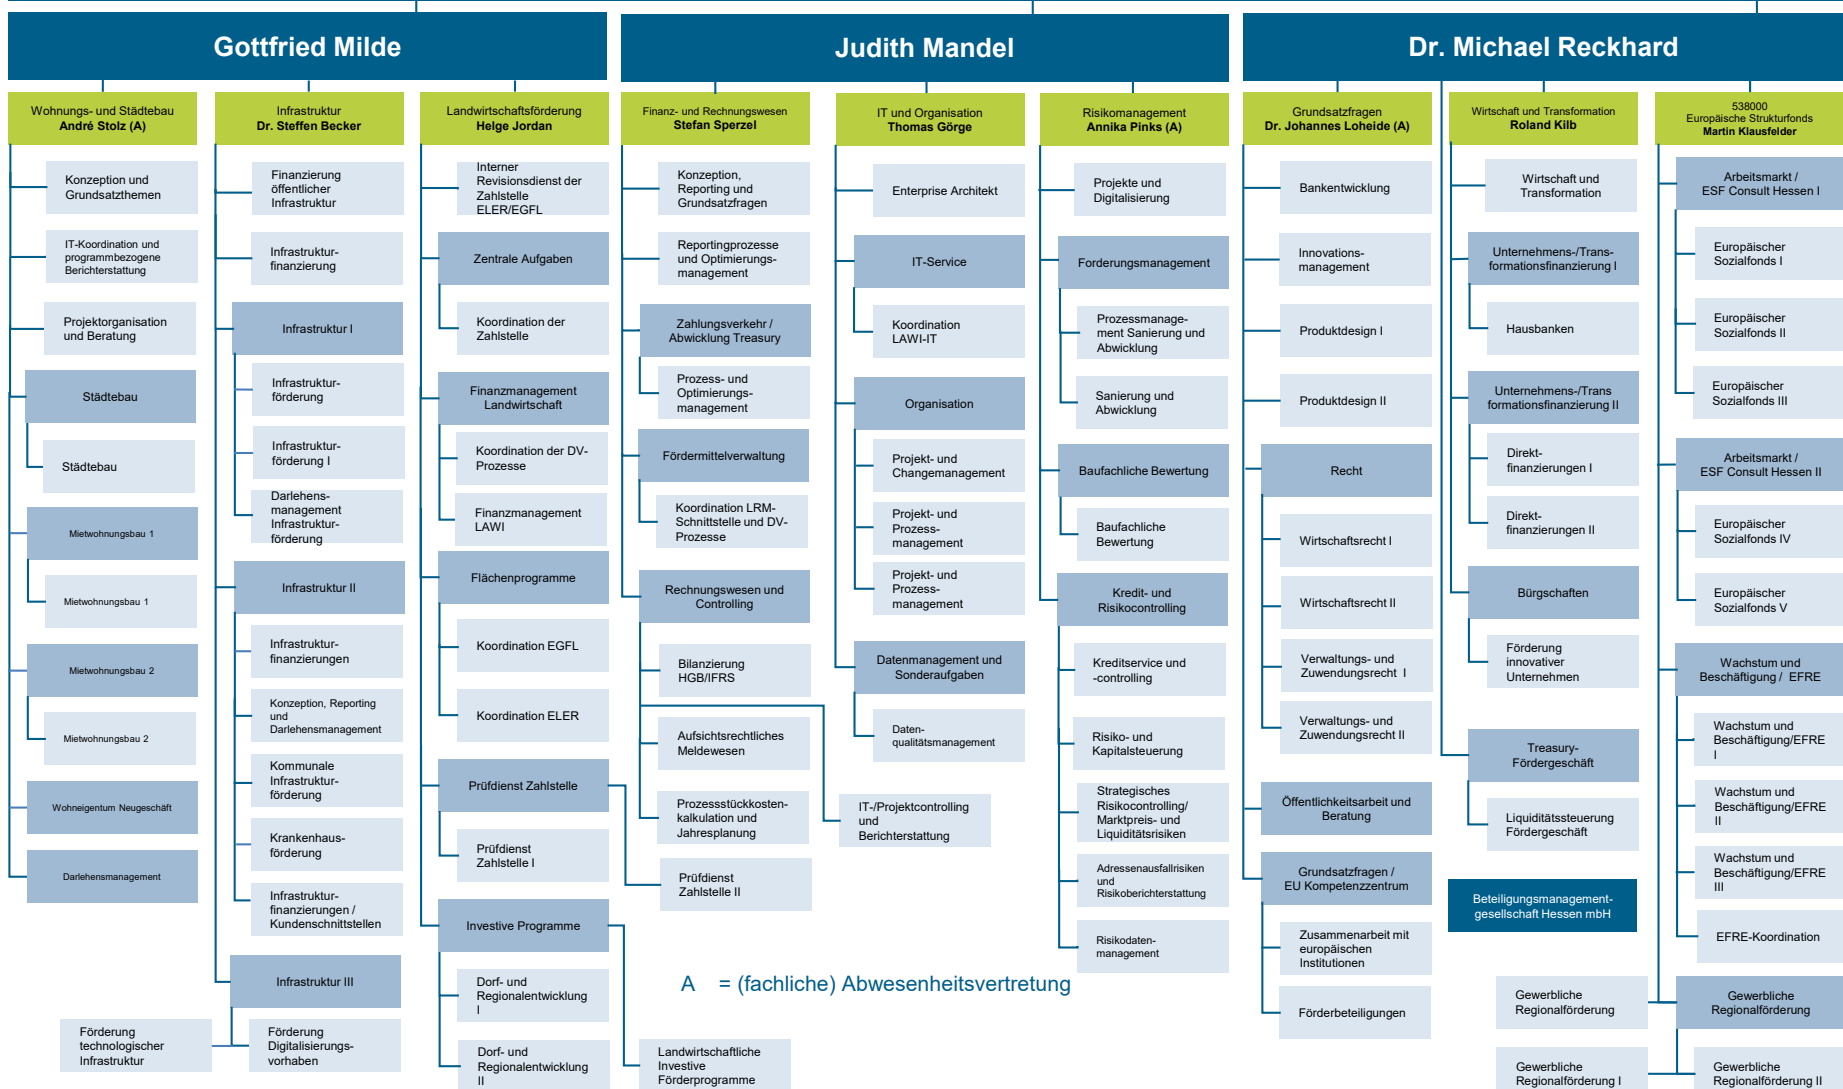 Gottfried Milde
Wohnungs- und Städtebau
André Stolz (A)
Konzeption und
Grundsatzthemen
IT-Koordination und
programmbezogene
Berichterstattung
Projektorganisation
und Beratung
Städtebau
Städtebau
Mietwohnungsbau 1
Mietwohnungsbau 1
Mietwohnungsbau 2
Mietwohnungsbau 2
Wohneigentum Neugeschäft
Darlehensmanagement
Infrastruktur
Dr. Steffen Becker
Finanzierung
öffentlicher
Infrastruktur
Infrastruktur-
finanzierung
Infrastruktur I
Infrastruktur-
förderung
Infrastruktur-
förderung I
Darlehens-
management
Infrastruktur-
förderung
Infrastruktur II
Infrastruktur-
finanzierungen
Konzeption, Reporting
und
Darlehensmanagement
Kommunale
Infrastruktur-
förderung
Krankenhaus-
förderung
Infrastruktur-
finanzierungen /
Kundenschnittstellen
Infrastruktur III
Förderung
technologischer
Infrastruktur
Förderung
Digitalisierungs-
vorhaben
Landwirtschaftsförderung
Helge Jordan
Interner
Revisionsdienst der
Zahlstelle
ELER/EGFL
Zentrale Aufgaben
Koordination der
Zahlstelle
Finanzmanagement
Landwirtschaft
Koordination der DV-
Prozesse
Finanzmanagement
LAWI
Flächenprogramme
Koordination EGFL
Koordination ELER
Prüfdienst Zahlstelle
Prüfdienst
Zahlstelle I
Prüfdienst
Zahlstelle II
Investive Programme
Dorf- und
Regionalentwicklung
I
Dorf- und
Regionalentwicklung
II
Landwirtschaftliche
Investive
Förderprogramme
Judith Mandel
Finanz- und Rechnungswesen
Stefan Sperzel
Konzeption,
Reporting und
Grundsatzfragen
Reportingprozesse
und Optimierungs-
management
Zahlungsverkehr /
Abwicklung Treasury
Prozess- und
Optimierungs-
management
Fördermittelverwaltung
Koordination LRM-
Schnittstelle und DV-
Prozesse
Rechnungswesen und
Controlling
Bilanzierung
HGB/IFRS
Aufsichtsrechtliches
Meldewesen
Prozessstückkosten-
kalkulation und
Jahresplanung
IT-/Projektcontrolling
und
Berichterstattung
IT und Organisation
Thomas Görge
Enterprise Architekt
IT-Service
Koordination
LAWI-IT
Organisation
Projekt- und
Changemanagement
Projekt- und
Prozess-
management
Projekt- und
Prozess-
management
Datenmanagement und
Sonderaufgaben
Daten-
qualitätsmanagement
Risikomanagement
Annika Pinks (A)
Projekte und
Digitalisierung
Forderungsmanagement
Prozessmanage-
ment Sanierung und
Abwicklung
Sanierung und
Abwicklung
Baufachliche Bewertung
Baufachliche
Bewertung
Kredit- und
Risikocontrolling
Kreditservice und
-controlling
Risiko- und
Kapitalsteuerung
Strategisches
Risikocontrolling/
Marktpreis- und
Liquiditätsrisiken
Adressenausfallrisiken
und
Risikoberichterstattung
Risikodaten-
management
A = (fachliche) Abwesenheitsvertretung
Dr. Michael Reckhard
Grundsatzfragen
Dr. Johannes Loheide (A)
Bankentwicklung
Innovations-
management
Produktdesign I
Produktdesign II
Recht
Wirtschaftsrecht I
Wirtschaftsrecht II
Verwaltungs- und
Zuwendungsrecht I
Verwaltungs- und
Zuwendungsrecht II
Öffentlichkeitsarbeit und
Beratung
Grundsatzfragen /
EU Kompetenzzentrum
Zusammenarbeit mit
europäischen
Institutionen
Förderbeteiligungen
Wirtschaft und Transformation
Roland Kilb
Wirtschaft und
Transformation
Unternehmens-/Trans-
formationsfinanzierung I
Hausbanken
Unternehmens-/Trans
formationsfinanzierung II
Direkt-
finanzierungen I
Direkt-
finanzierungen II
Bürgschaften
Förderung
innovativer
Unternehmen
Treasury-
Fördergeschäft
Liquiditätssteuerung
Fördergeschäft
Beteiligungsmanagement-
gesellschaft Hessen mbH
538000
Europäische Strukturfonds
Martin Klausfelder
Arbeitsmarkt /
ESF Consult Hessen I
Europäischer
Sozialfonds I
Europäischer
Sozialfonds II
Europäischer
Sozialfonds III
Arbeitsmarkt /
ESF Consult Hessen II
Europäischer
Sozialfonds IV
Europäischer
Sozialfonds V
Wachstum und
Beschäftigung / EFRE
Wachstum und
Beschäftigung/EFRE
I
Wachstum und
Beschäftigung/EFRE
II
Wachstum und
Beschäftigung/EFRE
III
EFRE-Koordination
Gewerbliche
Regionalförderung
Gewerbliche
Regionalförderung
Gewerbliche
Regionalförderung I
Gewerbliche
Regionalförderung II